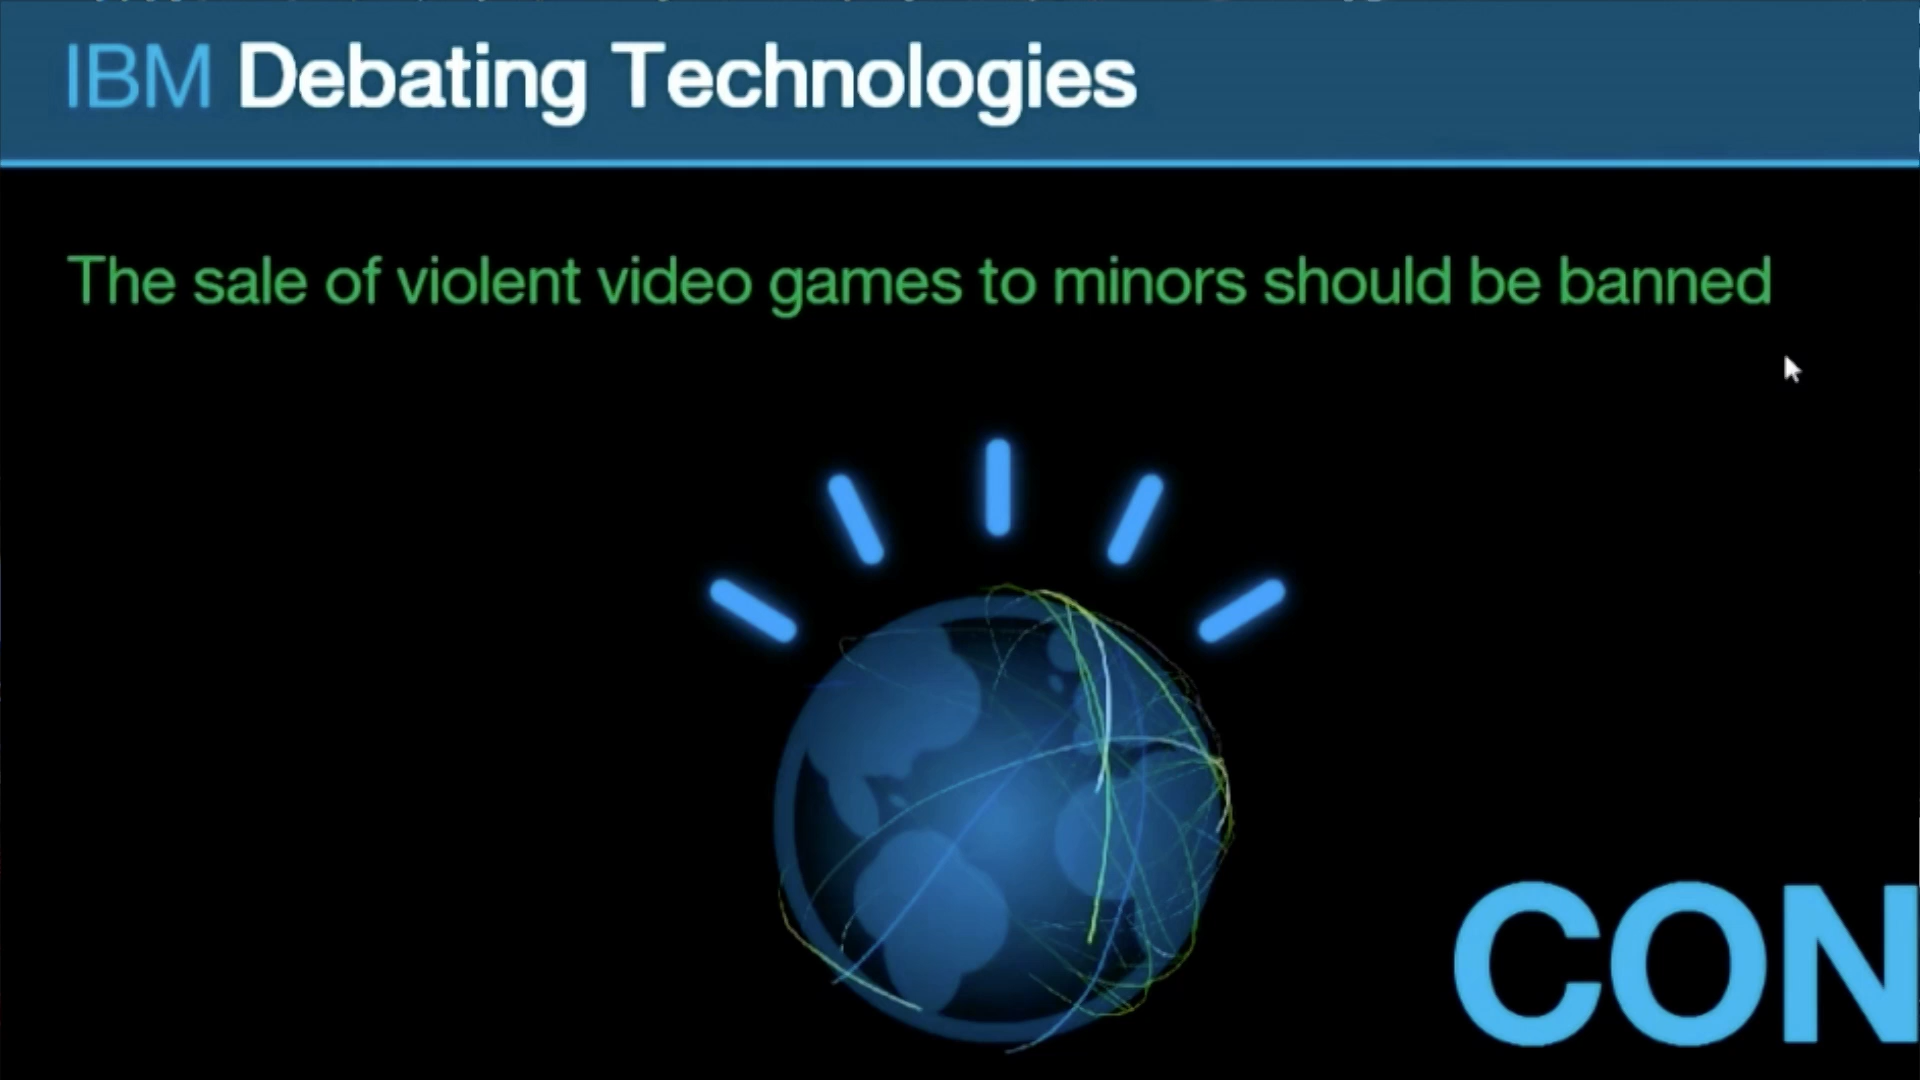 IBM Debating Technologies
The sale of violent video games to minors should be banned
CON